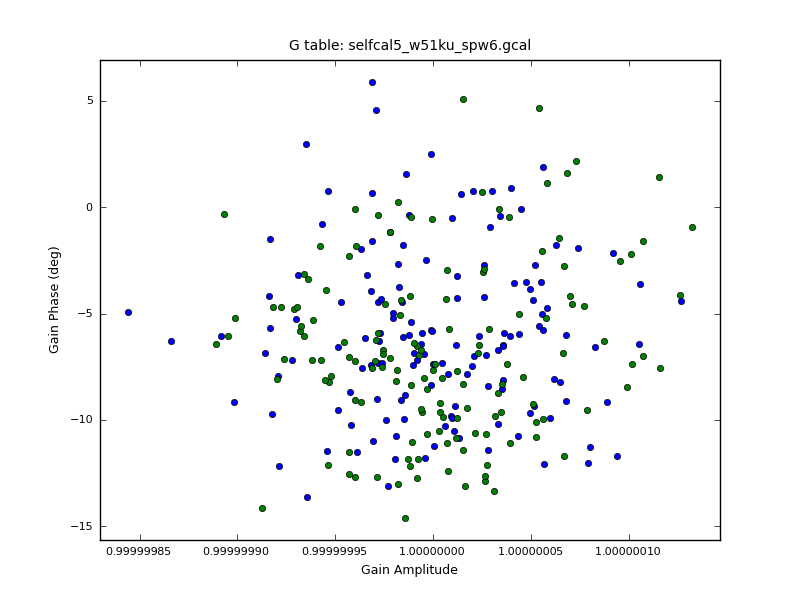 G table: selfcal5_w51ku_spw6.gcal
5
0
−5
−10
−15
Gain Phase (deg)
0.99999985 0.99999990 0.99999995 1.00000000 1.00000005 1.00000010
Gain Amplitude